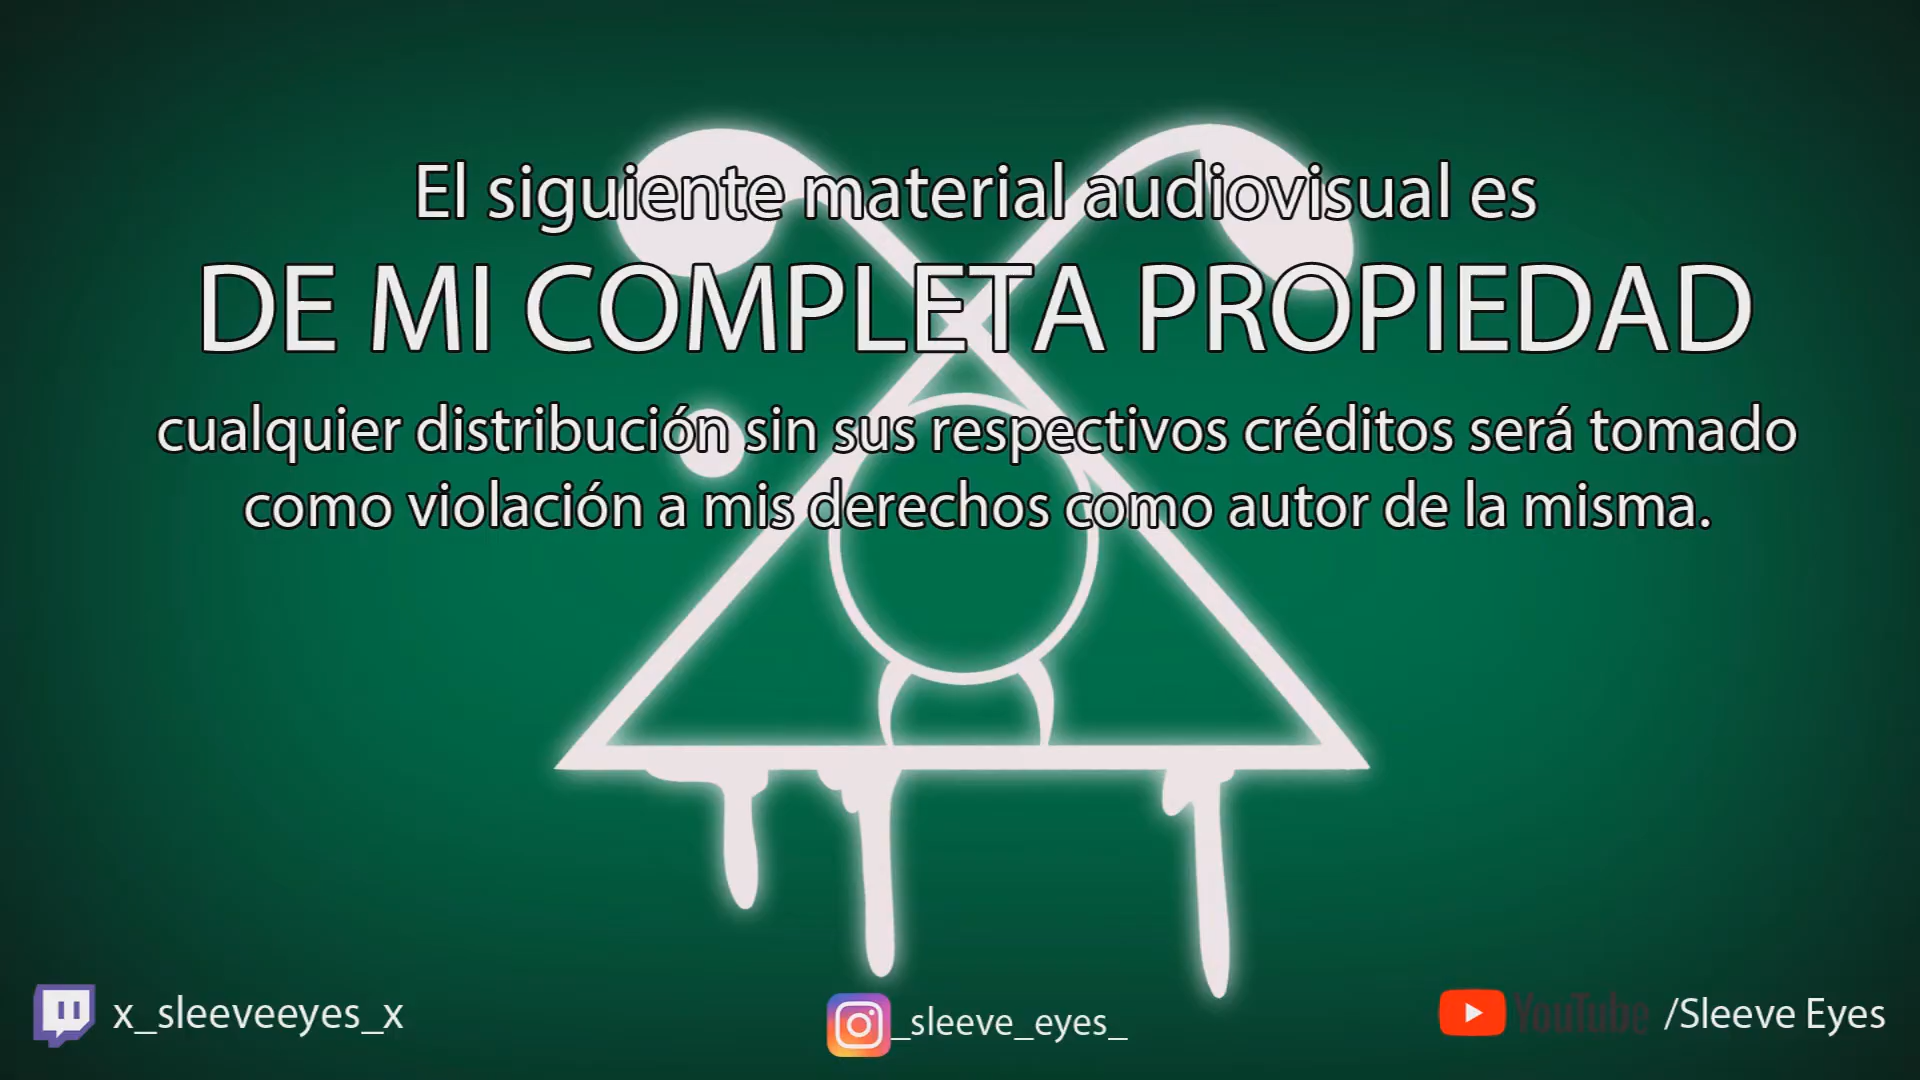 El siguiente material audiovisual es
DE MI COMPLETA PROPIEDAD
cualquier distribución sin sus respectivos créditos será tomado
como violación a mis derechos como autor de la misma.
x_sleeveeyes_x
_sleeve_eyes_
YouTube /Sleeve Eyes